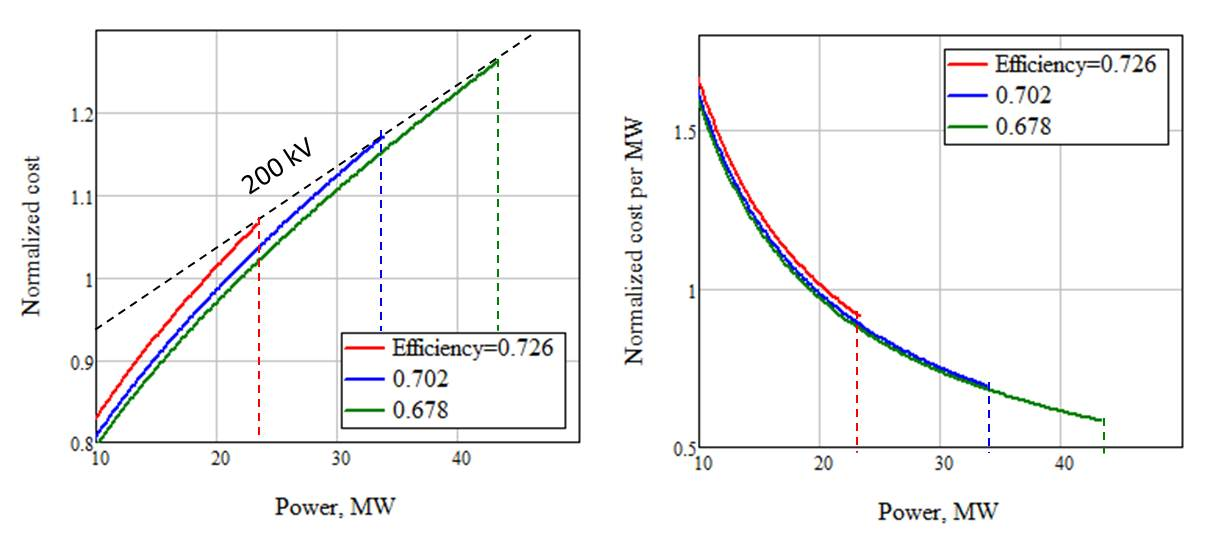 Normalized cost
1.2
1.1
1
0.9
0.8
10
20
30
40
Power, MW
200 kV
Efficiency=0.726
0.702
0.678
Normalized cost per MW
1.5
1
0.5
10
20
30
40
Power, MW
Efficiency=0.726
0.702
0.678